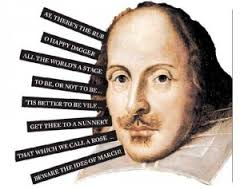 AY, THERE'S THE RUB
O HAPPY DAGGER
ALL THE WORLD'S A STAGE
TO BE, OR NOT TO BE ...
'TIS BETTER TO BE VILE ...
GET THEE TO A NUNNERY
THAT WHICH WE CALL A ROSE ...
BEWARE THE IDES OF MARCH!